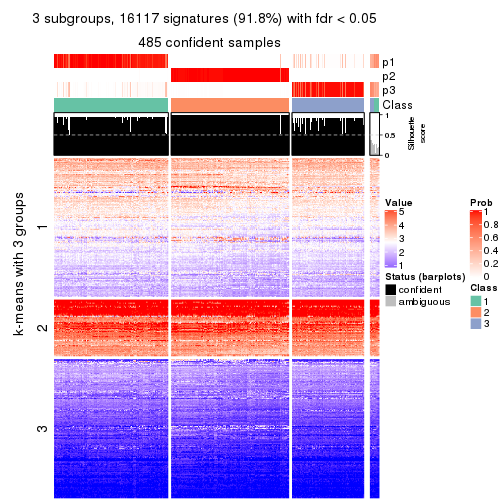 3 subgroups, 16117 signatures (91.8%) with fdr < 0.05
485 confident samples
p1
p2
p3
Class
1
0.5
0
Silhouette
score
k-means with 3 groups
1
2
3
Value
5
4
3
2
1
Status (barplots)
confident
ambiguous
Prob
1
0.8
0.6
0.4
0.2
0
Class
1
2
3